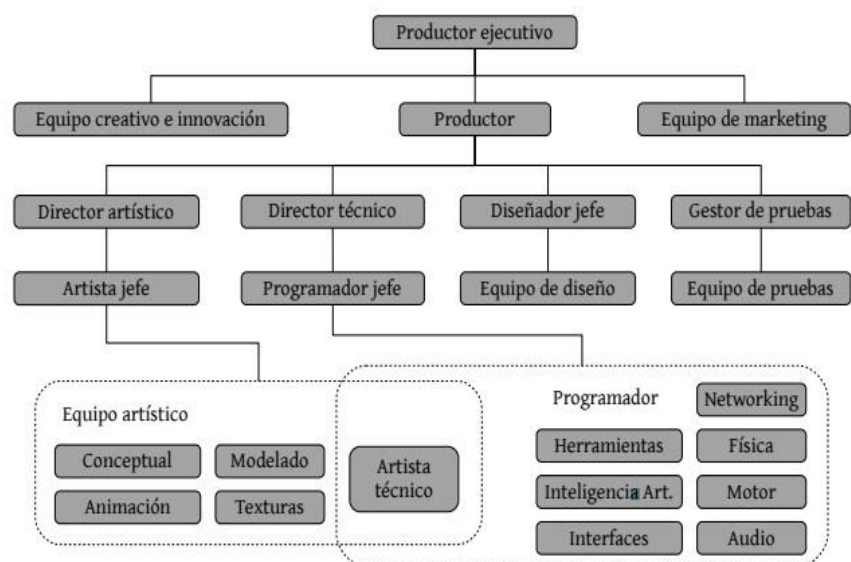 Productor ejecutivo
Equipo creativo e innovación
Productor
Equipo de marketing
Director artístico
Director técnico
Diseñador jefe
Gestor de pruebas
Artista jefe
Programador jefe
Equipo de diseño
Equipo de pruebas
Equipo artístico
Conceptual
Modelado
Animación
Texturas
Artista
técnico
Programador
Networking
Herramientas
Física
Inteligencia Art.
Motor
Interfaces
Audio